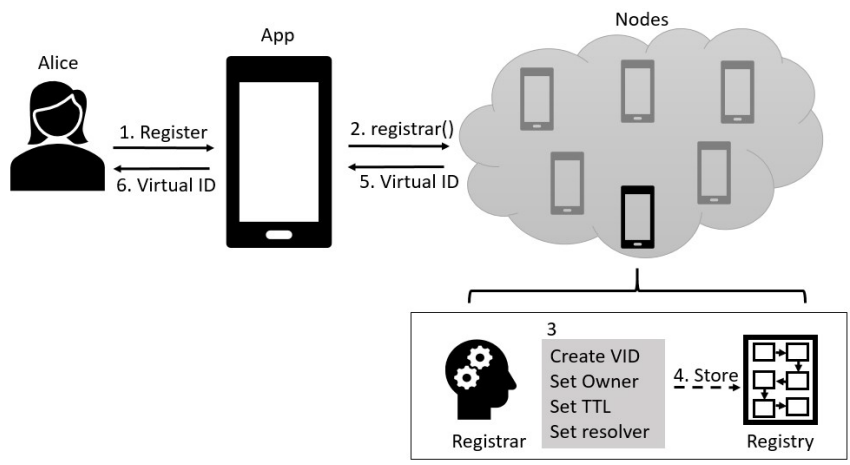 Nodes
App
Alice
1. Register
2. registrar()
6. Virtual ID
5. Virtual ID
3
Create VID
Set Owner
Set TTL
Set resolver
4. Store
Registrar
Registry